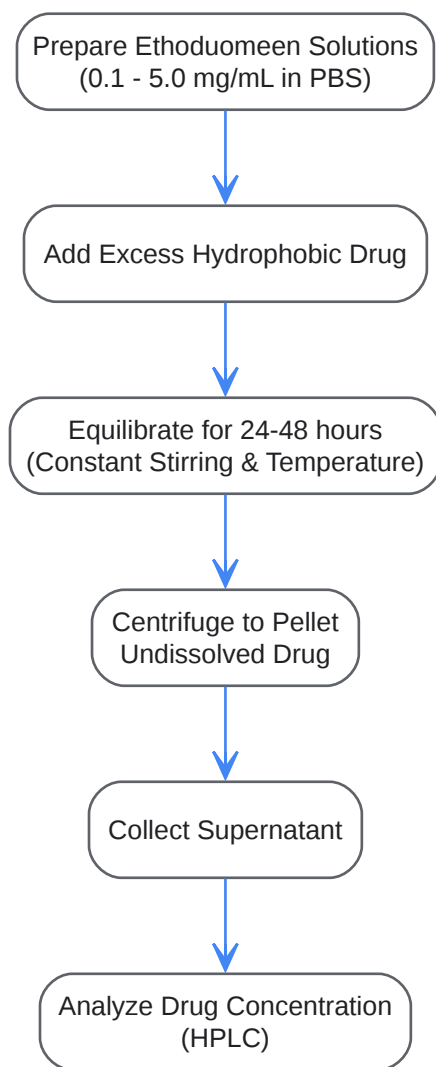 Prepare Ethoduomeen Solutions
(0.1 - 5.0 mg/mL in PBS)
Add Excess Hydrophobic Drug
Equilibrate for 24-48 hours
(Constant Stirring & Temperature)
Centrifuge to Pellet
Undissolved Drug
Collect Supernatant
Analyze Drug Concentration
(HPLC)